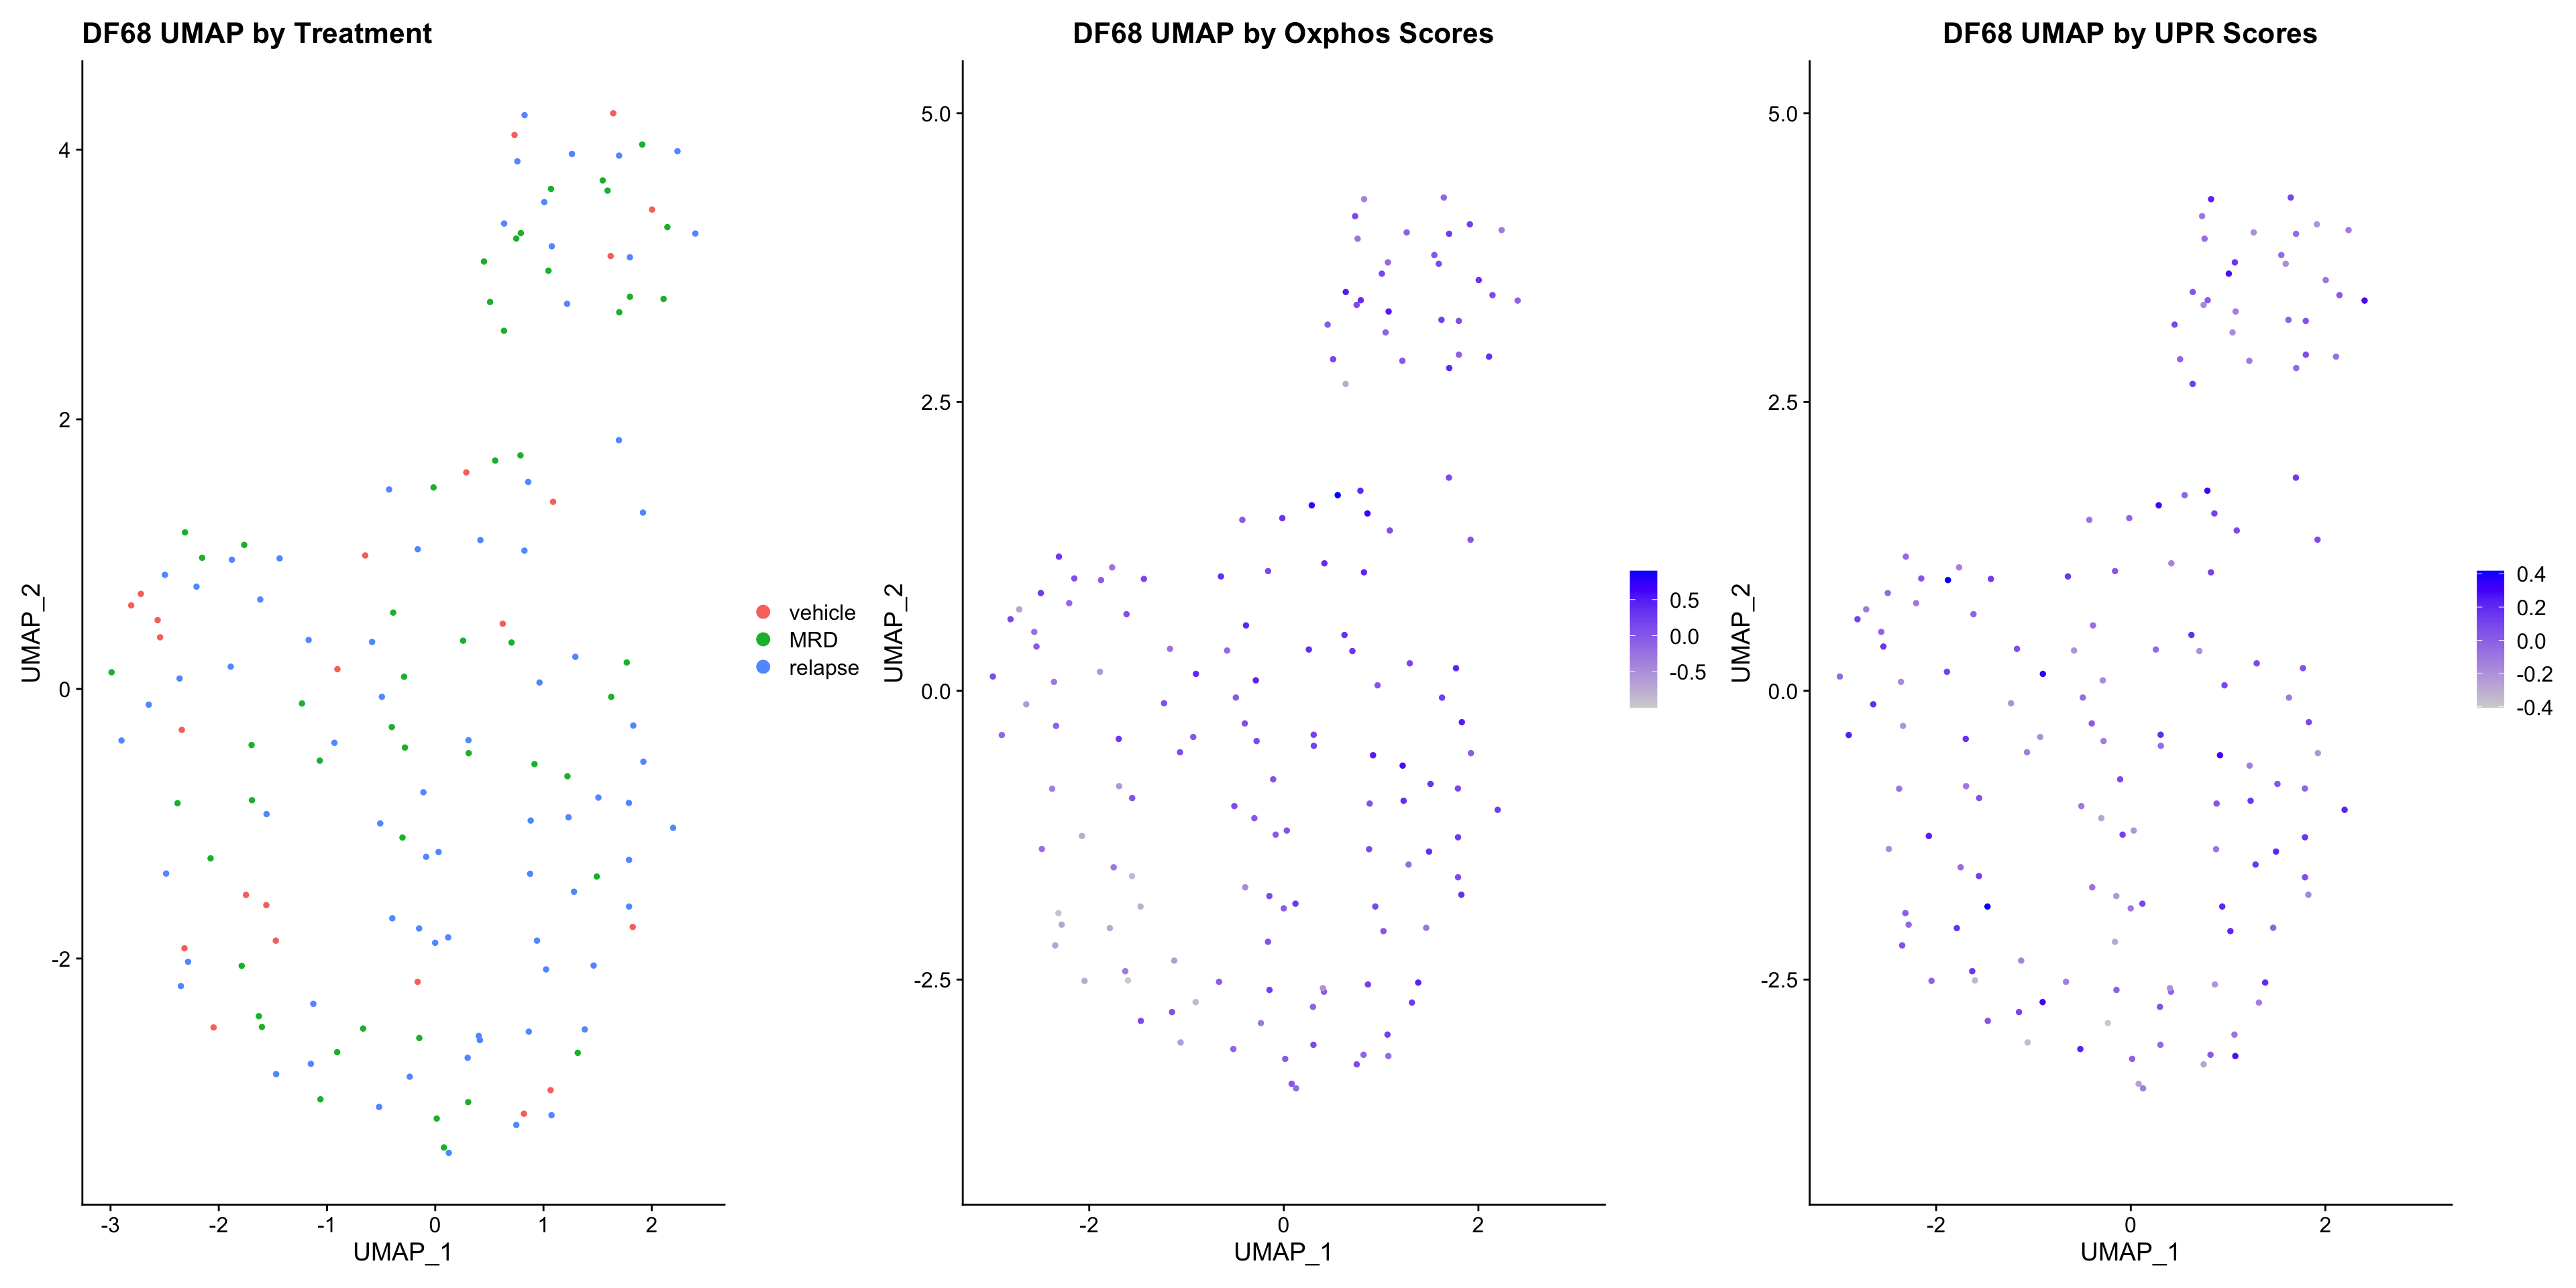 DF68 UMAP by Treatment
4
2
0
-2
-3 -2 -1 0 1 2
UMAP_1
UMAP_2
vehicle
MRD
relapse
DF68 UMAP by Oxphos Scores
5.0
2.5
0.0
-2.5
-2 0 2
UMAP_1
UMAP_2
0.5
0.0
-0.5
DF68 UMAP by UPR Scores
5.0
2.5
0.0
-2.5
-2 0 2
UMAP_1
UMAP_2
0.4
0.2
0.0
-0.2
-0.4